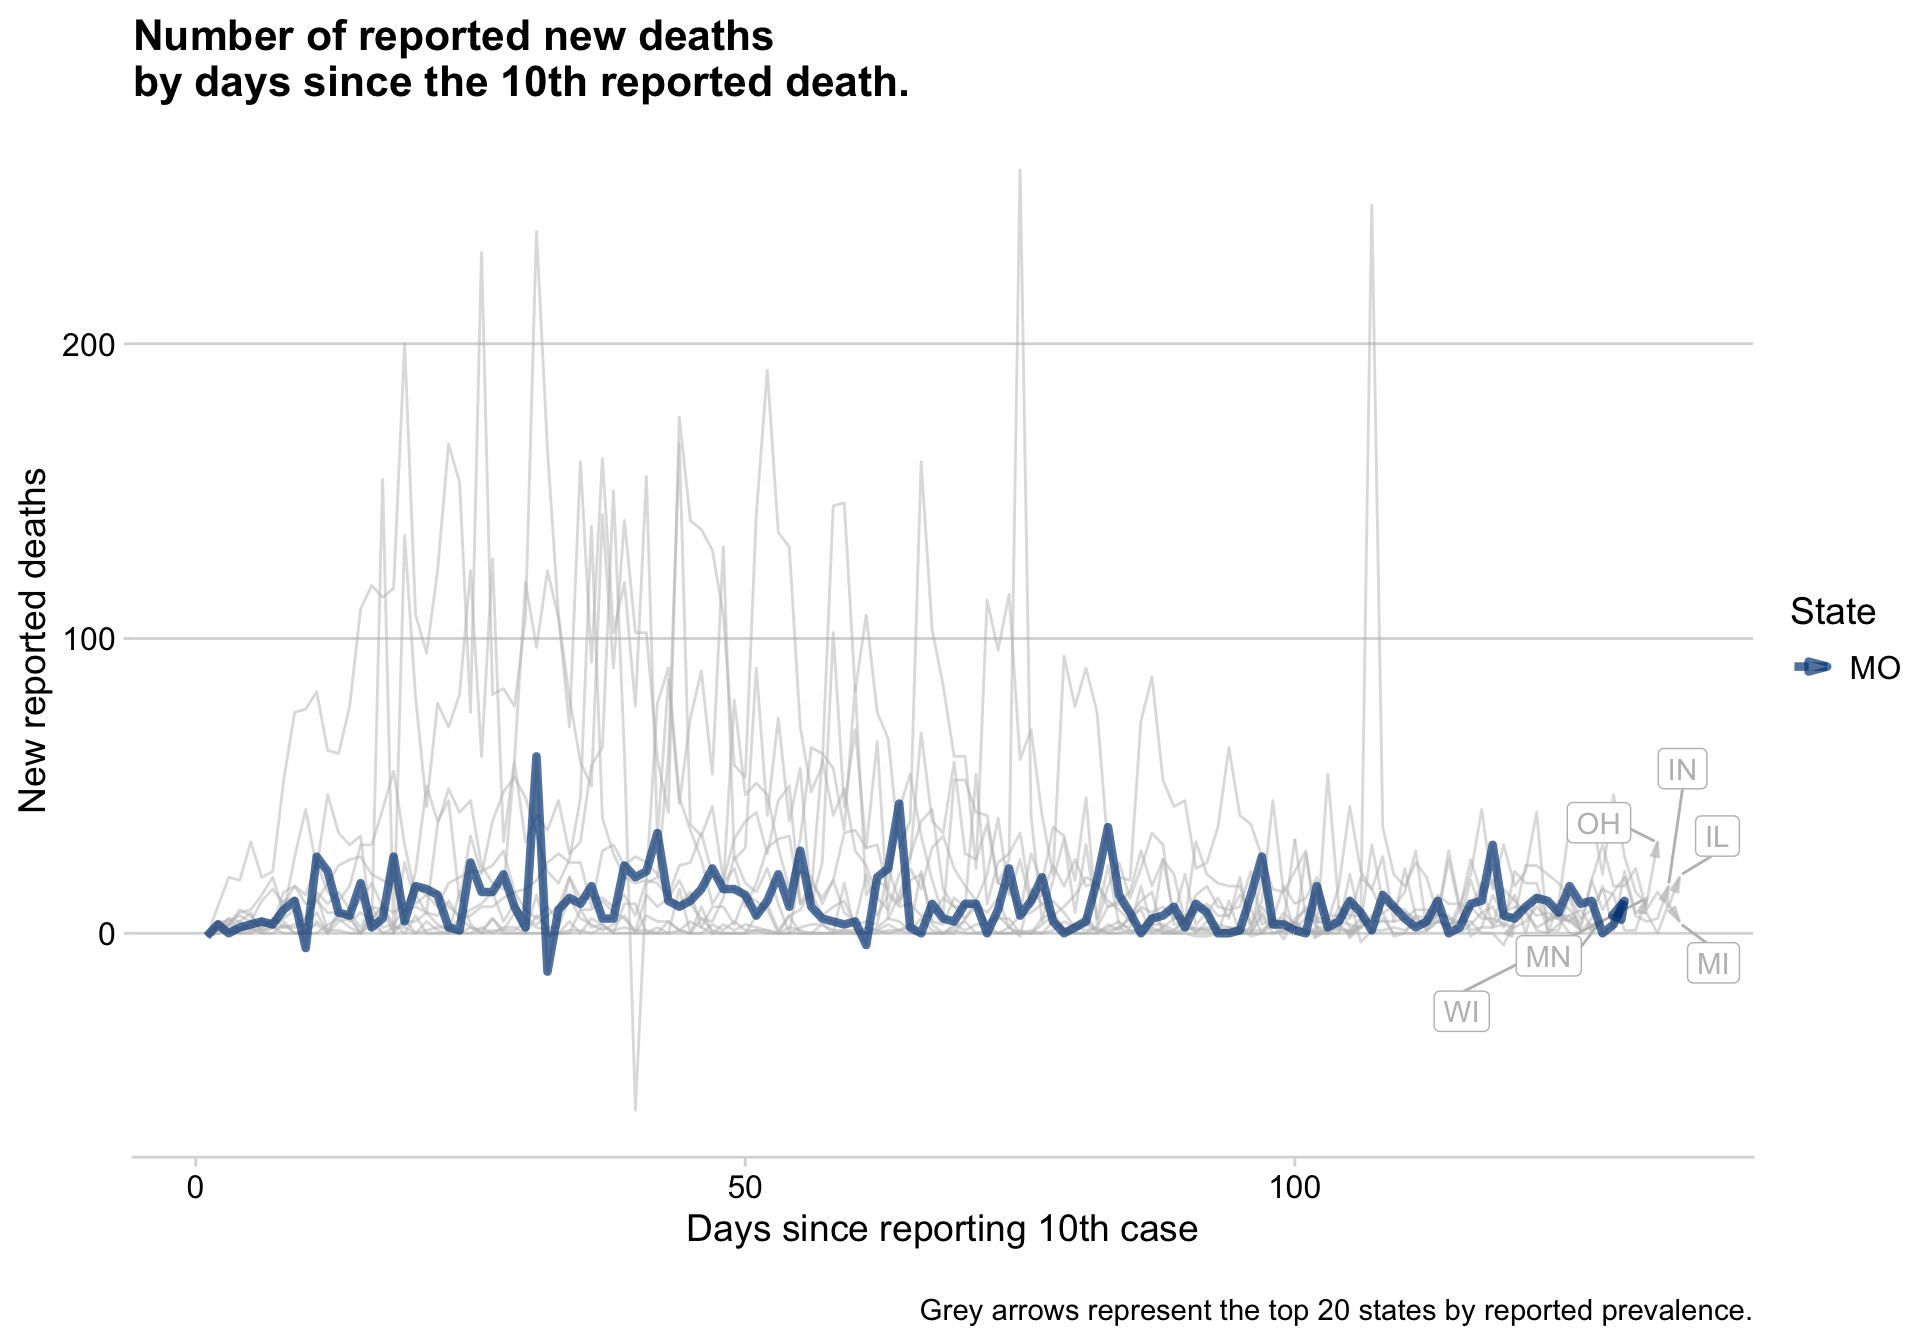 Number of reported new deaths
by days since the 10th reported death.
New reported deaths
200
100
0
0
50
100
Days since reporting 10th case
State
MO
IN
OH
IL
MN
MI
WI
Grey arrows represent the top 20 states by reported prevalence.